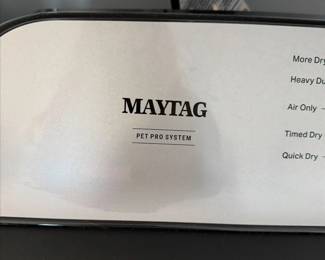 More Dry
Heavy Du
MAYTAG
Air Only
PET PRO SYSTEM
Timed Dry
Quick Dry